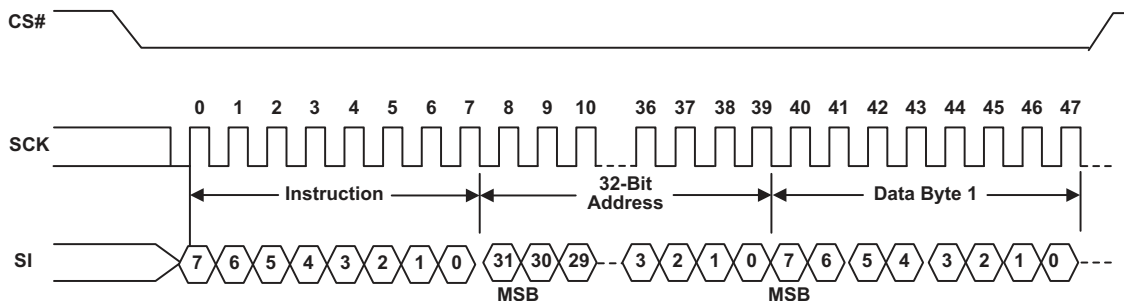 CS#
0 1 2 3 4 5 6 7 8 9 10 36 37 38 39 40 41 42 43 44 45 46 47
SCK
Instruction
32-Bit
Address
Data Byte 1
SI
7 6 5 4 3 2 1 0 31 30 29 3 2 1 0 7 6 5 4 3 2 1 0
MSB MSB